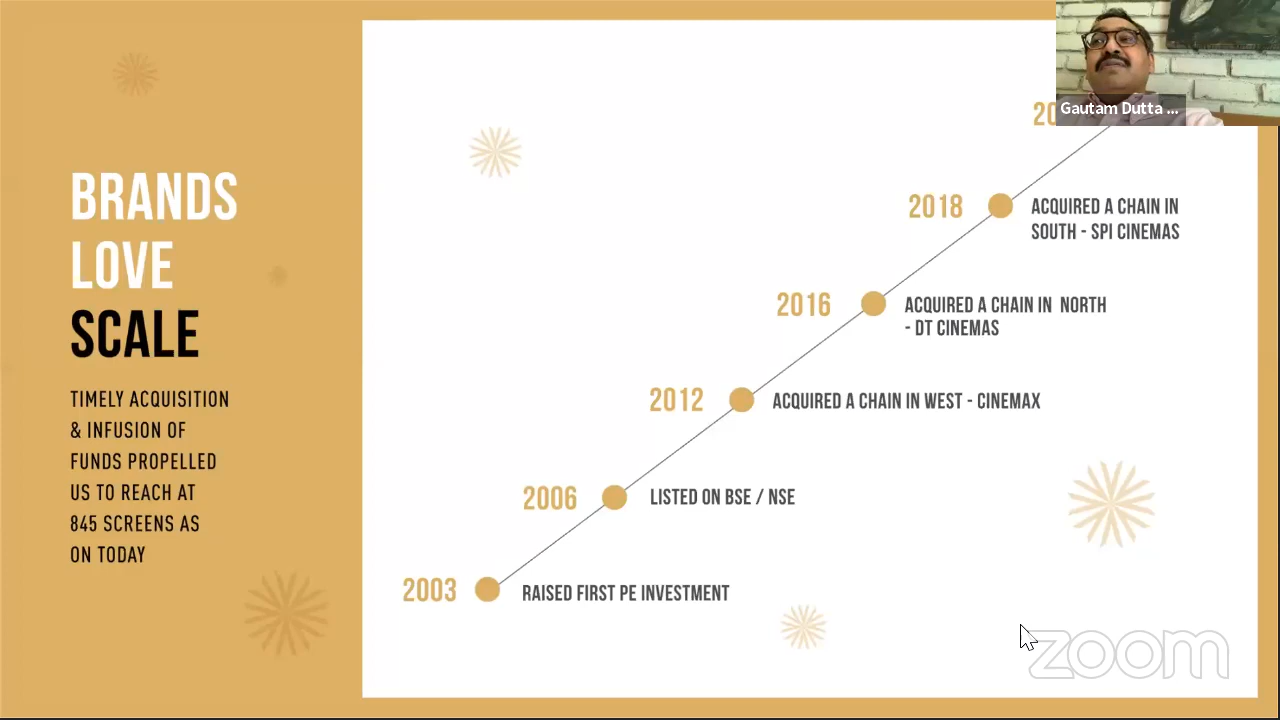 BRANDS
LOVE
SCALE
TIMELY ACQUISITION
& INFUSION OF
FUNDS PROPELLED
US TO REACH AT
845 SCREENS AS
ON TODAY
Gautam Dutta ...
20
2018
ACQUIRED A CHAIN IN
SOUTH - SPI CINEMAS
2016
ACQUIRED A CHAIN IN NORTH
- DT CINEMAS
2012
ACQUIRED A CHAIN IN WEST - CINEMAX
2006
LISTED ON BSE / NSE
2003
RAISED FIRST PE INVESTMENT
zoom